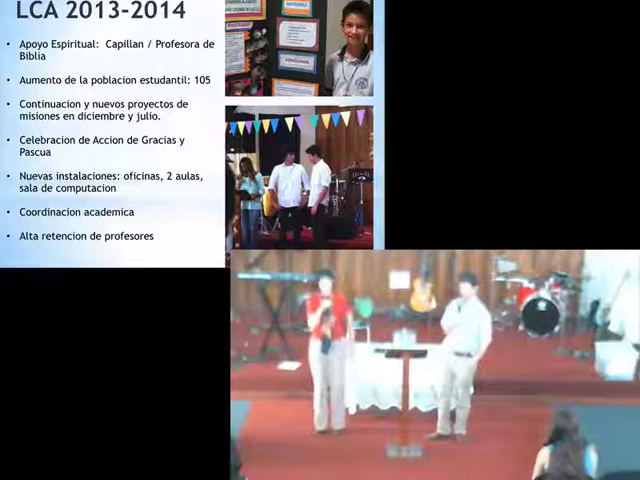 LCA 2013-2014
• Apoyo Espiritual: Capillan / Profesora de
Biblia
• Aumento de la poblacion estudantil: 105
• Continuacion y nuevos proyectos de
misiones en diciembre y julio.
• Celebracion de Accion de Gracias y
Pascua
• Nuevas instalaciones: oficinas, 2 aulas,
sala de computacion
• Coordinacion academica
• Alta retencion de profesores